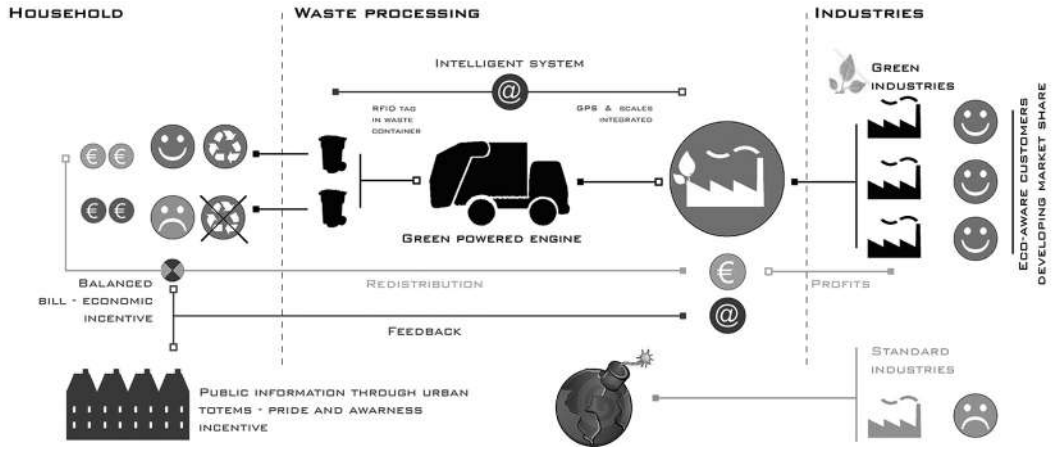 HOUSEHOLD
WASTE PROCESSING
INDUSTRIES
INTELLIGENT SYSTEM
@
RFID TAG
IN WASTE
CONTAINER
GPS & SCALES
INTEGRATED
GREEN
INDUSTRIES
€ €
€ €
GREEN POWERED ENGINE
ECO-AWARE CUSTOMERS
DEVELOPING MARKET SHARE
BALANCED
BILL - ECONOMIC
INCENTIVE
REDISTRIBUTION
€
PROFITS
FEEDBACK
@
PUBLIC INFORMATION THROUGH URBAN
TOTEMS - PRIDE AND AWARNESS
INCENTIVE
STANDARD
INDUSTRIES